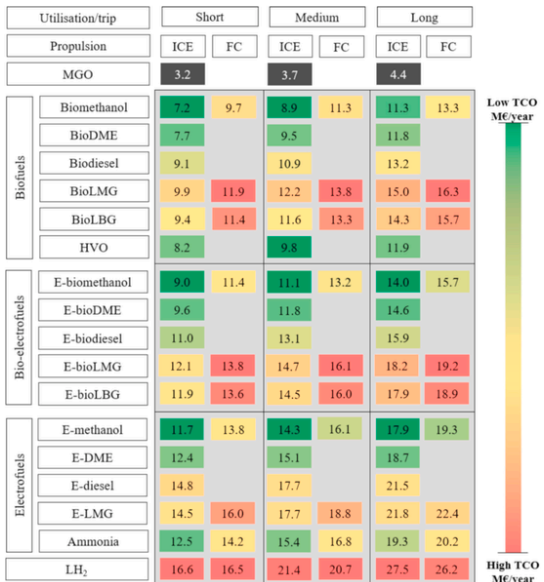 Utilisation/trip Short Medium Long
Propulsion ICE FC ICE FC ICE FC
MGO 3.2 3.7 4.4
Low TCO
M€/year
Biofuels
Biomethanol 7.2 9.7 8.9 11.3 11.3 13.3
BioDME 7.7 9.5 11.8
Biodiesel 9.1 10.9 13.2
BioLMG 9.9 11.9 12.2 13.8 15.0 16.3
BioLBG 9.4 11.4 11.6 13.3 14.3 15.7
HVO 8.2 9.8 11.9
Bio-electrofuels
E-biomethanol 9.0 11.4 11.1 13.2 14.0 15.7
E-bioDME 9.6 11.8 14.6
E-biodiesel 11.0 13.1 15.9
E-bioLMG 12.1 13.8 14.7 16.1 18.2 19.2
E-bioLBG 11.9 13.6 14.5 16.0 17.9 18.9
Electrofuels
E-methanol 11.7 13.8 14.3 16.1 17.9 19.3
E-DME 12.4 15.1 18.7
E-diesel 14.8 17.7 21.5
E-LMG 14.5 16.0 17.7 18.8 21.8 22.4
Ammonia 12.5 14.2 15.4 16.8 19.3 20.2
LH₂ 16.6 16.5 21.4 20.7 27.5 26.2
High TCO
M€/year